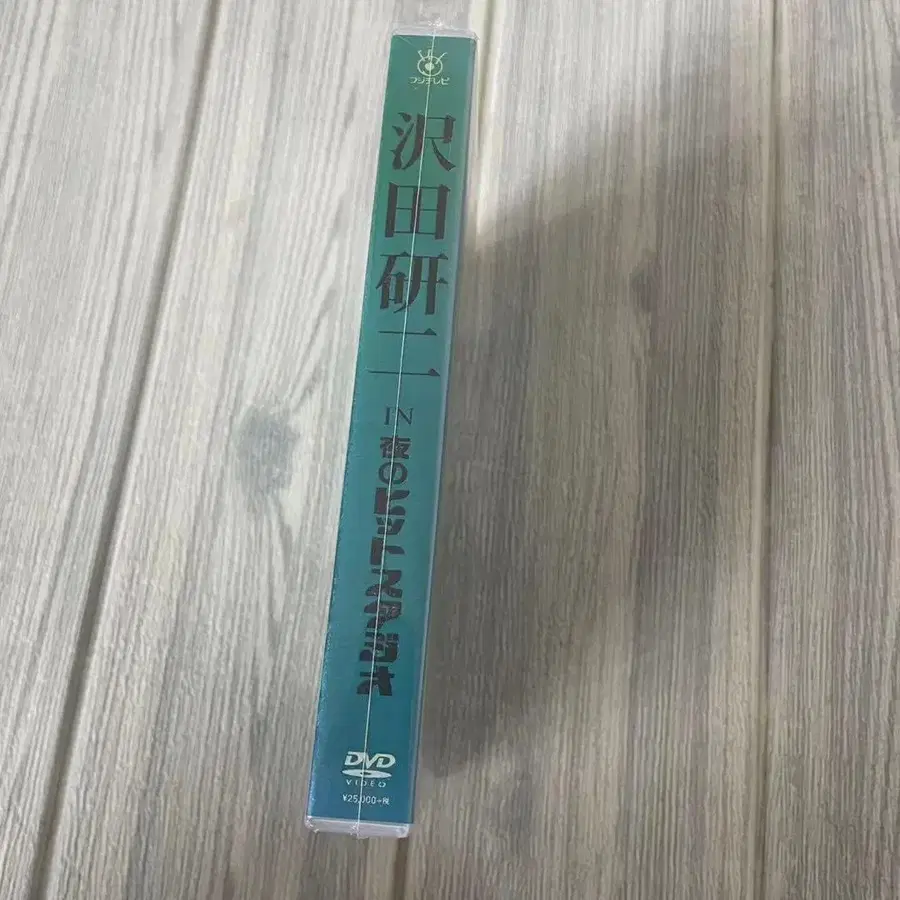 フジテレビ
沢田研二
IN
夜のヒットスタジオ
DVD
VIDEO
¥25,000+税